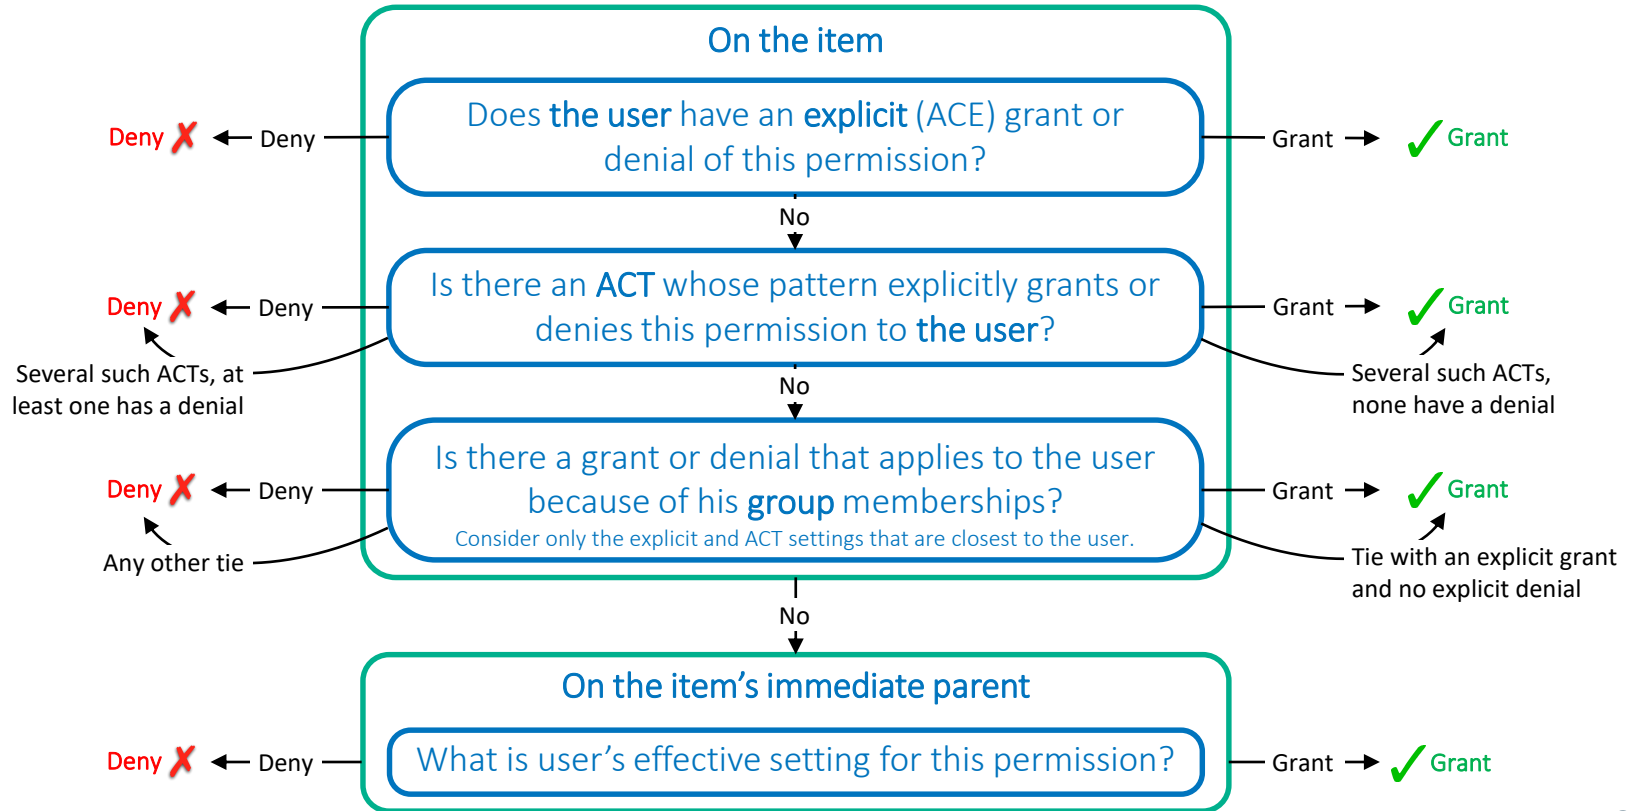 On the item
Does the user have an explicit (ACE) grant or
denial of this permission?
Deny
Deny
Grant
Grant
No
Is there an ACT whose pattern explicitly grants or
denies this permission to the user?
Deny
Deny
Grant
Grant
Several such ACTs, at
least one has a denial
Several such ACTs,
none have a denial
No
Is there a grant or denial that applies to the user
because of his group memberships?
Consider only the explicit and ACT settings that are closest to the user.
Deny
Deny
Grant
Grant
Any other tie
Tie with an explicit grant
and no explicit denial
No
On the item's immediate parent
What is user's effective setting for this permission?
Deny
Deny
Grant
Grant